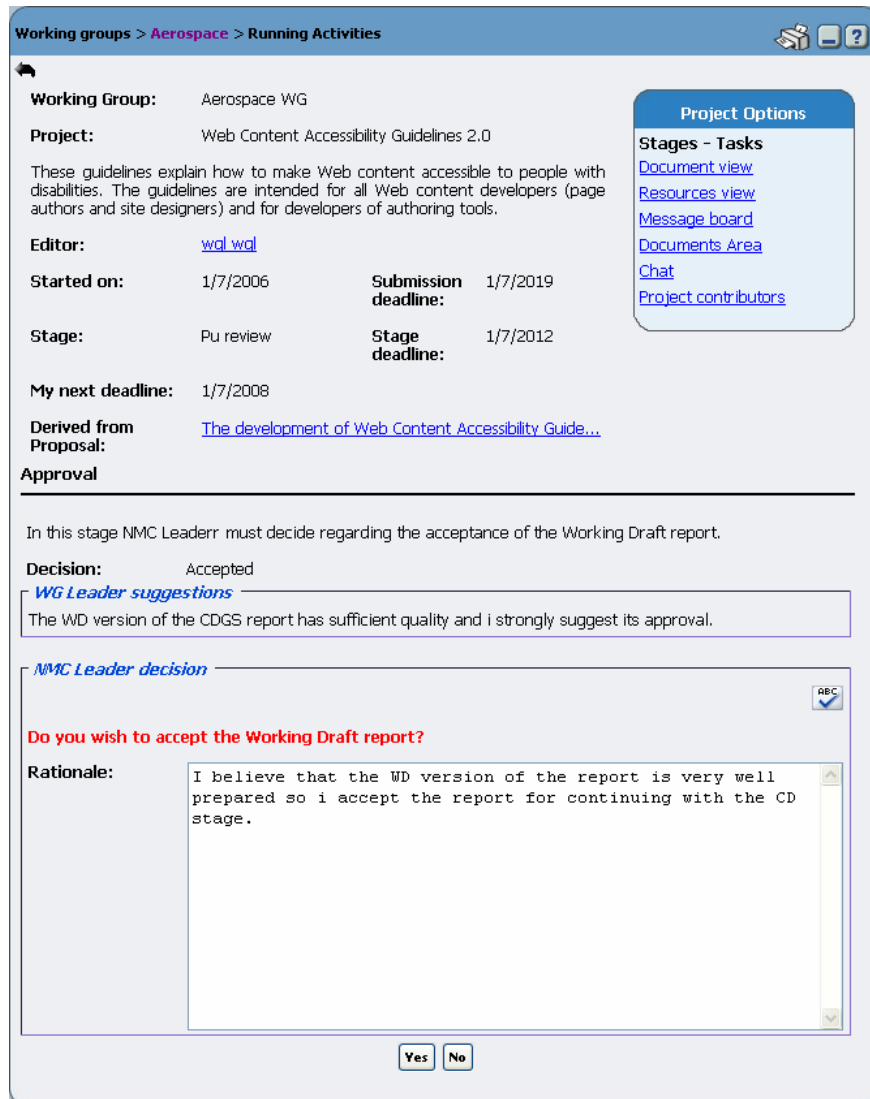 Working groups > Aerospace > Running Activities
?
Working Group: Aerospace WG
Project: Web Content Accessibility Guidelines 2.0
These guidelines explain how to make Web content accessible to people with
disabilities. The guidelines are intended for all Web content developers (page
authors and site designers) and for developers of authoring tools.
Editor: wgl wgl
Started on: 1/7/2006 Submission deadline: 1/7/2019
Stage: Pu review Stage deadline: 1/7/2012
My next deadline: 1/7/2008
Derived from Proposal: The development of Web Content Accessibility Guide...
Project Options
Stages - Tasks
Document view
Resources view
Message board
Documents Area
Chat
Project contributors
Approval
In this stage NMC Leaderr must decide regarding the acceptance of the Working Draft report.
Decision: Accepted
WG Leader suggestions
The WD version of the CDGS report has sufficient quality and i strongly suggest its approval.
NMC Leader decision
ABC
Do you wish to accept the Working Draft report?
Rationale: I believe that the WD version of the report is very well
prepared so i accept the report for continuing with the CD
stage.
Yes No